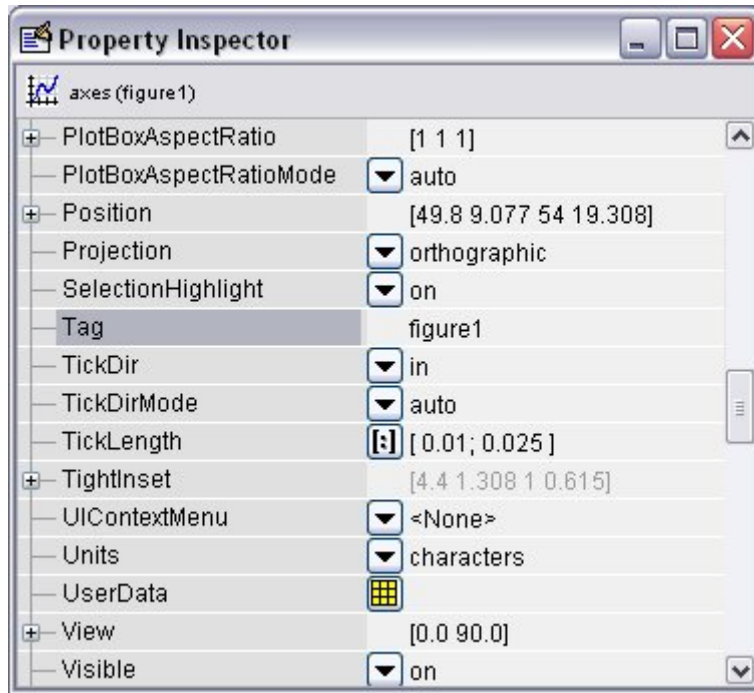 Property Inspector
axes (figure1)
PlotBoxAspectRatio [1 1 1]
PlotBoxAspectRatioMode auto
Position [49.8 9.077 54 19.308]
Projection orthographic
SelectionHighlight on
Tag figure1
TickDir in
TickDirMode auto
TickLength [:] [ 0.01; 0.025 ]
TightInset [4.4 1.308 1 0.615]
UIContextMenu <None>
Units characters
UserData
View [0.0 90.0]
Visible on